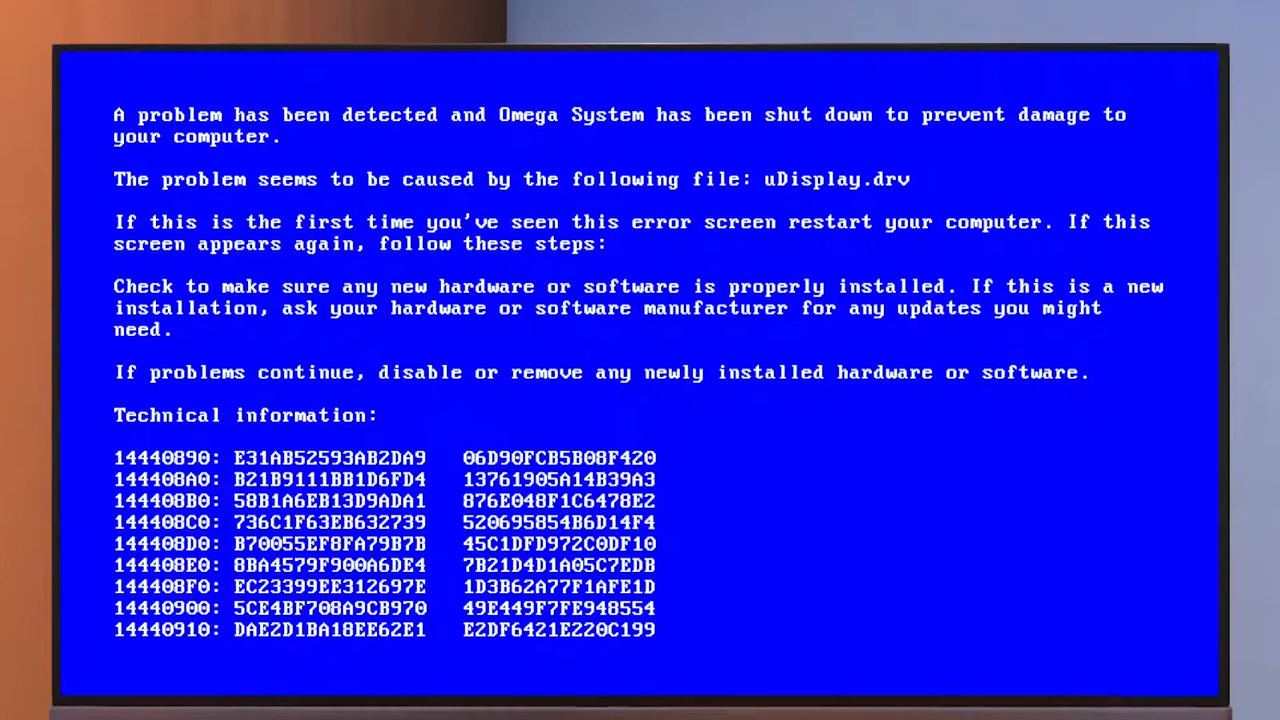 A problem has been detected and Omega System has been shut down to prevent damage to
your computer.
The problem seems to be caused by the following file: uDisplay.drv
If this is the first time you've seen this error screen restart your computer. If this
screen appears again, follow these steps:
Check to make sure any new hardware or software is properly installed. If this is a new
installation, ask your hardware or software manufacturer for any updates you might
need.
If problems continue, disable or remove any newly installed hardware or software.
Technical information:
14440890: E31AB52593AB2DA9 06D90FCB5B08F420
144408A0: B21B9111BB1D6FD4 13761905A14B39A3
144408B0: 58B1A6EB13D9ADA1 876E048F1C6478E2
144408C0: 736C1F63EB632739 520695854B6D14F4
144408D0: B70055EF8FA79B7B 45C1DFD972C0DF10
144408E0: 8BA4579F900A6DE4 7B21D4D1A05C7EDB
144408F0: EC23399EE312697E 1D3B62A77F1AFE1D
14440900: 5CE4BF708A9CB970 49E449F7FE948554
14440910: DAE2D1BA18EE62E1 E2DF6421E220C199